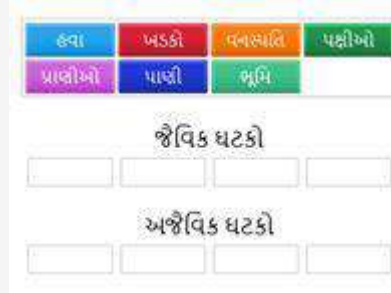 હવા ખડકો વનસ્પતિ પક્ષીઓ
પ્રાણીઓ પાણી ભૂમિ
જૈવિક ઘટકો
અજૈવિક ઘટકો